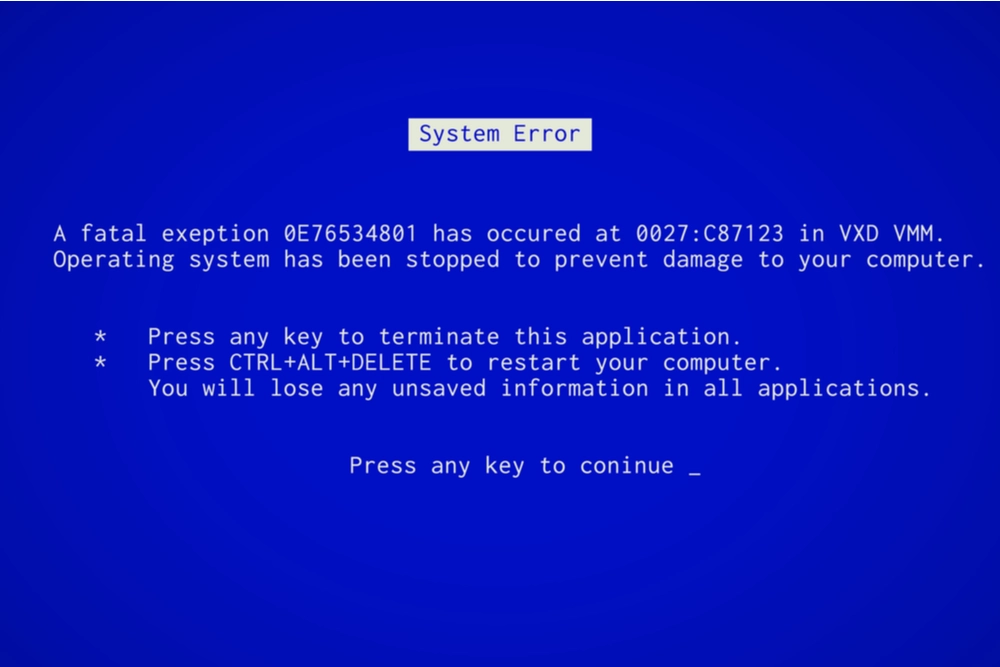 System Error
A fatal exeption 0E76534801 has occured at 0027:C87123 in VXD VMM.
Operating system has been stopped to prevent damage to your computer.
* Press any key to terminate this application.
* Press CTRL+ALT+DELETE to restart your computer.
You will lose any unsaved information in all applications.
Press any key to coninue _